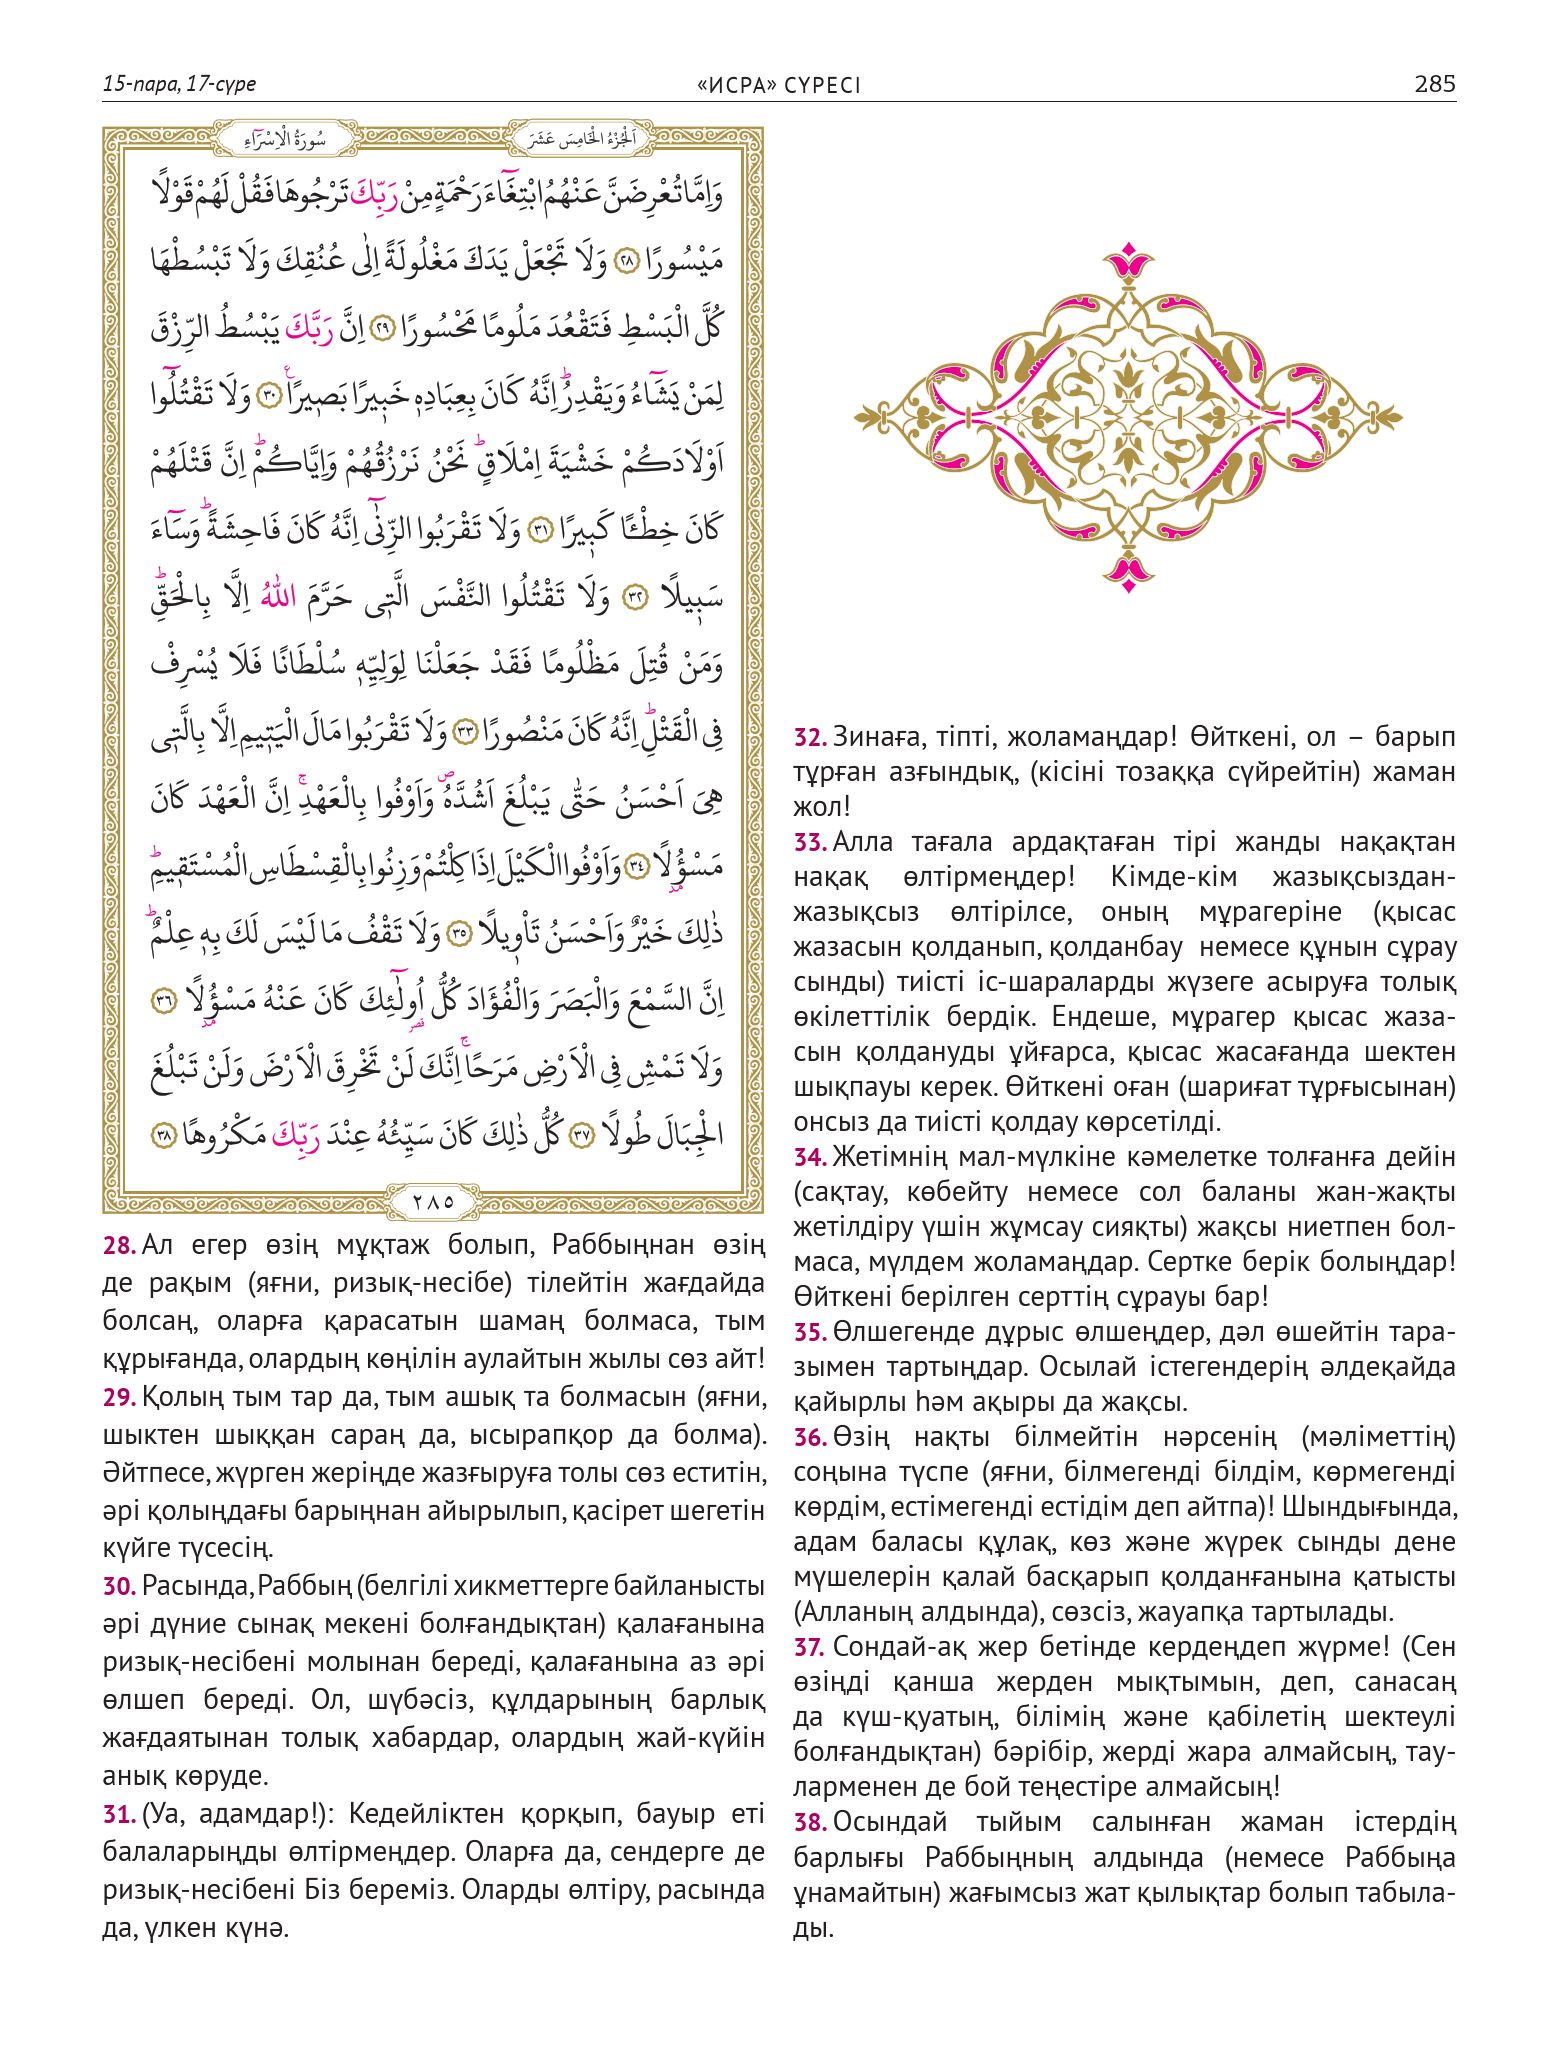 15-пара, 17-сүре
«ИСРА» СҮРЕСІ
285
اَلْجُزْءُ الْخَامِسَ عَشَرَ
سُورَةُ الْاِسْرَٓاءِ
وَاِمَّا تُعْرِضَنَّ عَنْهُمُ ابْتِغَٓاءَ رَحْمَةٍ مِنْ رَبِّكَ تَرْجُوهَا فَقُلْ لَهُمْ قَوْلًا
مَيْسُورًا ﴿٢٨﴾ وَلَا تَجْعَلْ يَدَكَ مَغْلُولَةً اِلٰى عُنُقِكَ وَلَا تَبْسُطْهَا
كُلَّ الْبَسْطِ فَتَقْعُدَ مَلُومًا مَحْسُورًا ﴿٢٩﴾ اِنَّ رَبَّكَ يَبْسُطُ الرِّزْقَ
لِمَنْ يَشَٓاءُ وَيَقْدِرُۜ اِنَّهُ كَانَ بِعِبَادِه۪ خَب۪يرًا بَص۪يرًا۟ ﴿٣٠﴾ وَلَا تَقْتُلُٓوا
اَوْلَادَكُمْ خَشْيَةَ اِمْلَاقٍۜ نَحْنُ نَرْزُقُهُمْ وَاِيَّاكُمْۜ اِنَّ قَتْلَهُمْ
كَانَ خِطْـًٔا كَب۪يرًا ﴿٣١﴾ وَلَا تَقْرَبُوا الزِّنٰٓى اِنَّهُ كَانَ فَاحِشَةًۜ وَسَٓاءَ
سَب۪يلًا ﴿٣٢﴾ وَلَا تَقْتُلُوا النَّفْسَ الَّت۪ى حَرَّمَ اللّٰهُ اِلَّا بِالْحَقِّۜ
وَمَنْ قُتِلَ مَظْلُومًا فَقَدْ جَعَلْنَا لِوَلِيِّه۪ سُلْطَانًا فَلَا يُسْرِفْ
فِى الْقَتْلِۜ اِنَّهُ كَانَ مَنْصُورًا ﴿٣٣﴾ وَلَا تَقْرَبُوا مَالَ الْيَت۪يمِ اِلَّا بِالَّت۪ى
هِىَ اَحْسَنُ حَتّٰى يَبْلُغَ اَشُدَّهُۖ وَاَوْفُوا بِالْعَهْدِۚ اِنَّ الْعَهْدَ كَانَ
مَسْؤُ۫لًا ﴿٣٤﴾ وَاَوْفُوا الْكَيْلَ اِذَا كِلْتُمْ وَزِنُوا بِالْقِسْطَاسِ الْمُسْتَق۪يمِۜ
ذٰلِكَ خَيْرٌ وَاَحْسَنُ تَأْو۪يلًا ﴿٣٥﴾ وَلَا تَقْفُ مَا لَيْسَ لَكَ بِه۪ عِلْمٌۜ
اِنَّ السَّمْعَ وَالْبَصَرَ وَالْفُؤٰادَ كُلُّ اُو۬لٰٓئِكَ كَانَ عَنْهُ مَسْؤُ۫لًا ﴿٣٦﴾
وَلَا تَمْشِ فِى الْاَرْضِ مَرَحًاۚ اِنَّكَ لَنْ تَخْرِقَ الْاَرْضَ وَلَنْ تَبْلُغَ
الْجِبَالَ طُولًا ﴿٣٧﴾ كُلُّ ذٰلِكَ كَانَ سَيِّئُهُ عِنْدَ رَبِّكَ مَكْرُوهًا ﴿٣٨﴾
٢٨٥
28. Ал егер өзің мұқтаж болып, Раббыңнан өзің
де рақым (яғни, ризық-несібе) тілейтін жағдайда
болсаң, оларға қарасатын шамаң болмаса, тым
құрығанда, олардың көңілін аулайтын жылы сөз айт!
29. Қолың тым тар да, тым ашық та болмасын (яғни,
шыктен шыққан сараң да, ысырапқор да болма).
Әйтпесе, жүрген жеріңде жазғыруға толы сөз еститін,
әрі қолыңдағы барыңнан айырылып, қасірет шегетін
күйге түсесің.
30. Расында, Раббың (белгілі хикметтерге байланысты
әрі дүние сынақ мекені болғандықтан) қалағанына
ризық-несібені молынан береді, қалағанына аз әрі
өлшеп береді. Ол, шүбәсіз, құлдарының барлық
жағдаятынан толық хабардар, олардың жай-күйін
анық көруде.
31. (Уа, адамдар!): Кедейліктен қорқып, бауыр еті
балаларыңды өлтірмеңдер. Оларға да, сендерге де
ризық-несібені Біз береміз. Оларды өлтіру, расында
да, үлкен күнә.
32. Зинаға, тіпті, жоламаңдар! Өйткені, ол – барып
тұрған азғындық, (кісіні тозаққа сүйрейтін) жаман
жол!
33. Алла тағала ардақтаған тірі жанды нақақтан
нақақ өлтірмеңдер! Кімде-кім жазықсыздан-
жазықсыз өлтірілсе, оның мұрагеріне (қысас
жазасын қолданып, қолданбау немесе құнын сұрау
сынды) тиісті іс-шараларды жүзеге асыруға толық
өкілеттілік бердік. Ендеше, мұрагер қысас жаза-
сын қолдануды ұйғарса, қысас жасағанда шектен
шықпауы керек. Өйткені оған (шариғат тұрғысынан)
онсыз да тиісті қолдау көрсетілді.
34. Жетімнің мал-мүлкіне кәмелетке толғанға дейін
(сақтау, көбейту немесе сол баланы жан-жақты
жетілдіру үшін жұмсау сияқты) жақсы ниетпен бол-
маса, мүлдем жоламаңдар. Сертке берік болыңдар!
Өйткені берілген серттің сұрауы бар!
35. Өлшегенде дұрыс өлшеңдер, дәл өшейтін тара-
зымен тартыңдар. Осылай істегендерің әлдеқайда
қайырлы һәм ақыры да жақсы.
36. Өзің нақты білмейтін нәрсенің (мәліметтің)
соңына түспе (яғни, білмегенді білдім, көрмегенді
көрдім, естімегенді естідім деп айтпа)! Шындығында,
адам баласы құлақ, көз және жүрек сынды дене
мүшелерін қалай басқарып қолданғанына қатысты
(Алланың алдында), сөзсіз, жауапқа тартылады.
37. Сондай-ақ жер бетінде кердеңдеп жүрме! (Сен
өзіңді қанша жерден мықтымын, деп, санасаң
да күш-қуатың, білімің және қабілетің шектеулі
болғандықтан) бәрібір, жерді жара алмайсың, тау-
ларменен де бой теңестіре алмайсың!
38. Осындай тыйым салынған жаман істердің
барлығы Раббыңның алдында (немесе Раббыңа
ұнамайтын) жағымсыз жат қылықтар болып табыла-
ды.